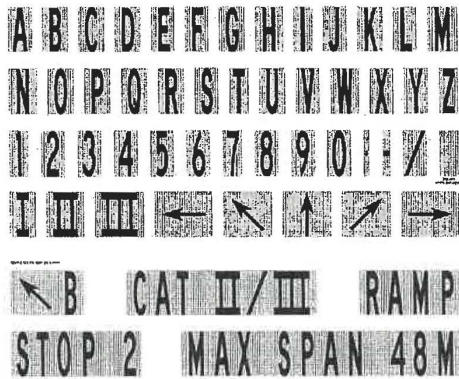 A B C D E F G H I J K L M
N O P Q R S T U V W X Y Z
1 2 3 4 5 6 7 8 9 0 · - /
I II III ← ↖ ↑ ↗ →
↖ B CAT II/III RAMP
STOP 2 MAX SPAN 48M